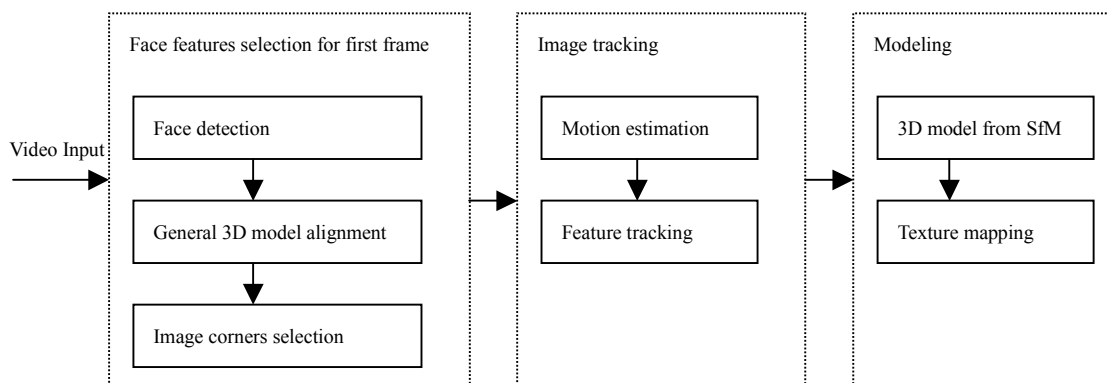 Video Input
Face features selection for first frame
Face detection
General 3D model alignment
Image corners selection
Image tracking
Motion estimation
Feature tracking
Modeling
3D model from SfM
Texture mapping